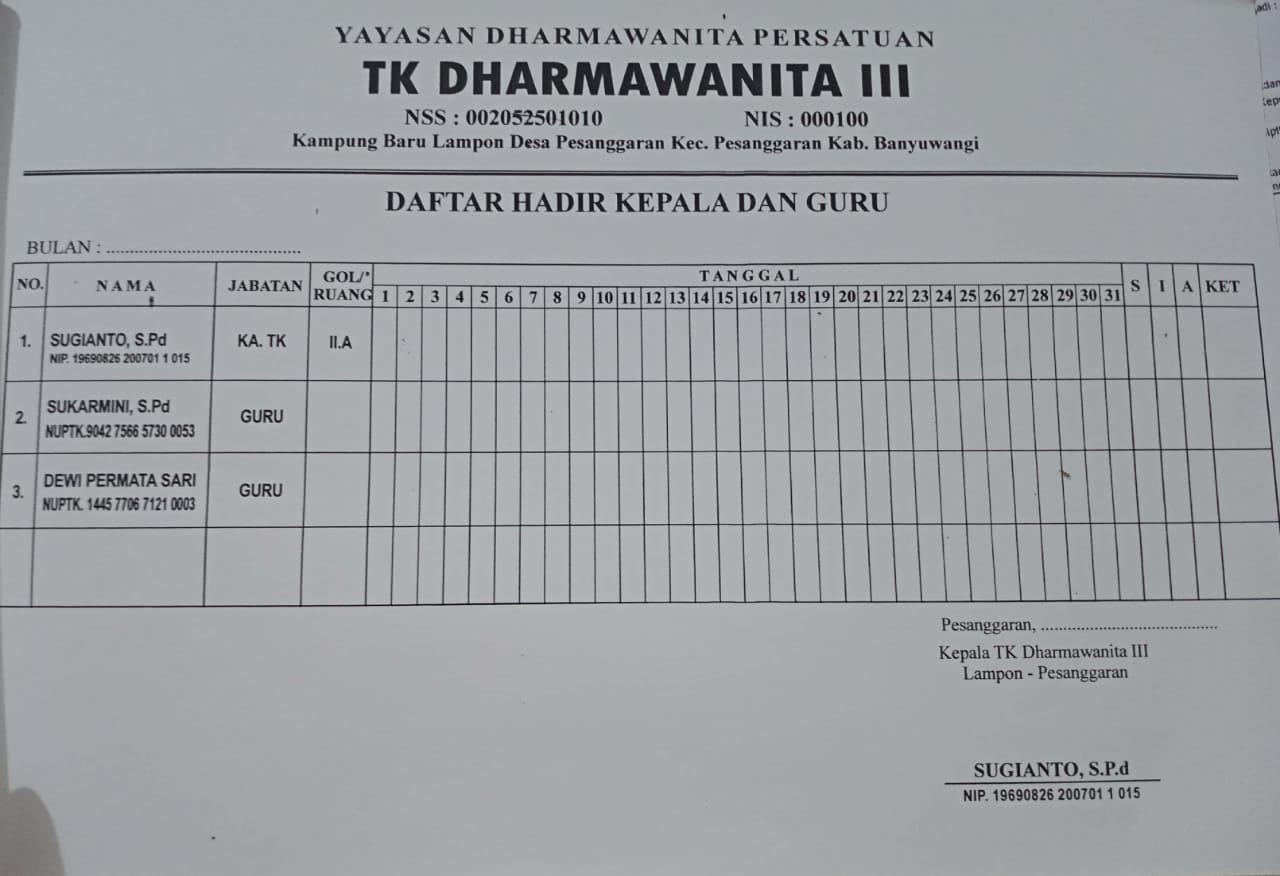 YAYASAN DHARMAWANITA PERSATUAN
TK DHARMAWANITA III
NSS : 002052501010 NIS : 000100
Kampung Baru Lampon Desa Pesanggaran Kec. Pesanggaran Kab. Banyuwangi
DAFTAR HADIR KEPALA DAN GURU
BULAN : ..........................................
NO. NAMA JABATAN GOL/RUANG TANGGAL S I A KET
1 2 3 4 5 6 7 8 9 10 11 12 13 14 15 16 17 18 19 20 21 22 23 24 25 26 27 28 29 30 31
1. SUGIANTO, S.Pd KA. TK II.A
NIP. 19690826 200701 1 015
2. SUKARMINI, S.Pd GURU
NUPTK.9042 7566 5730 0053
3. DEWI PERMATA SARI GURU
NUPTK. 1445 7706 7121 0003
Pesanggaran, ........................................
Kepala TK Dharmawanita III
Lampon - Pesanggaran
SUGIANTO, S.P.d
NIP. 19690826 200701 1 015